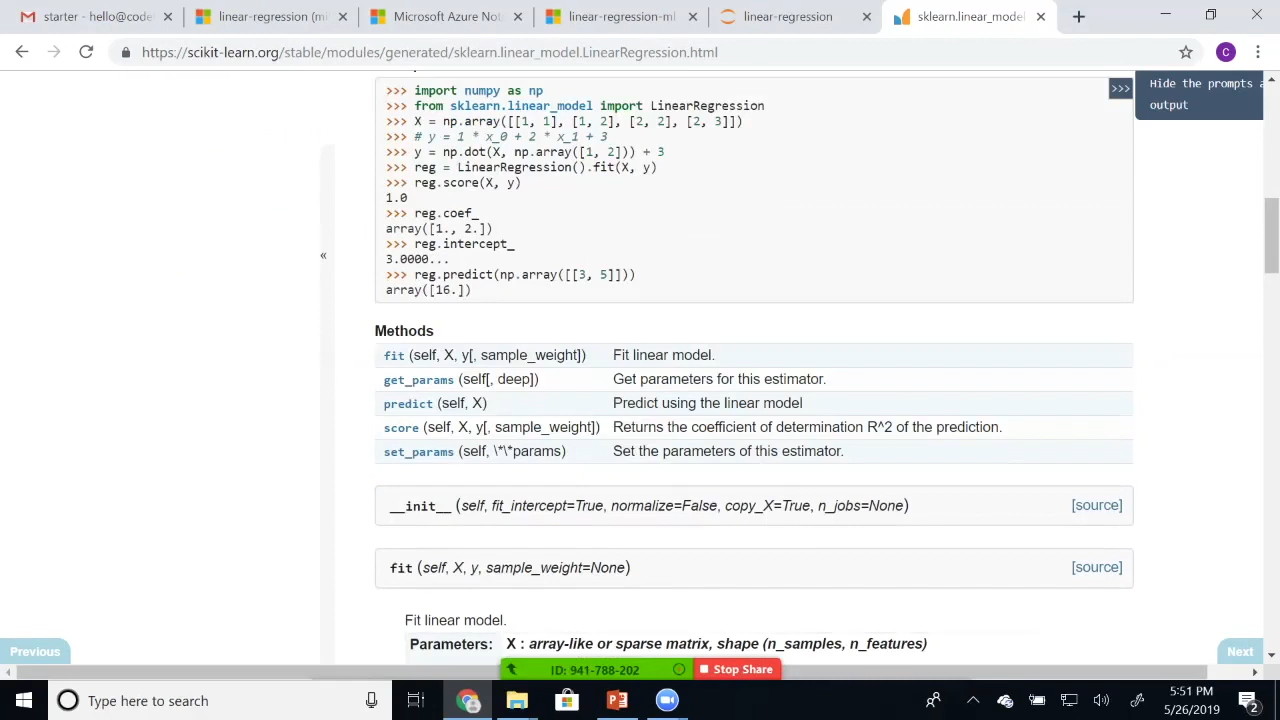 starter - hello@code
linear-regression (m
Microsoft Azure Not
linear-regression-ml
linear-regression
sklearn.linear_mode
https://scikit-learn.org/stable/modules/generated/sklearn.linear_model.LinearRegression.html
C
Hide the prompts a
output
>>>
>>> import numpy as np
>>> from sklearn.linear_model import LinearRegression
>>> X = np.array([[1, 1], [1, 2], [2, 2], [2, 3]])
>>> # y = 1 * x_0 + 2 * x_1 + 3
>>> y = np.dot(X, np.array([1, 2])) + 3
>>> reg = LinearRegression().fit(X, y)
>>> reg.score(X, y)
1.0
>>> reg.coef_
array([1., 2.])
>>> reg.intercept_
3.0000...
>>> reg.predict(np.array([[3, 5]]))
array([16.])
«
Methods
fit (self, X, y[, sample_weight]) Fit linear model.
get_params (self[, deep]) Get parameters for this estimator.
predict (self, X) Predict using the linear model
score (self, X, y[, sample_weight]) Returns the coefficient of determination R^2 of the prediction.
set_params (self, \*\*params) Set the parameters of this estimator.
__init__ (self, fit_intercept=True, normalize=False, copy_X=True, n_jobs=None) [source]
fit (self, X, y, sample_weight=None) [source]
Fit linear model.
Parameters: X : array-like or sparse matrix, shape (n_samples, n_features)
Previous
Next
ID: 941-788-202
Stop Share
Type here to search
5:51 PM
5/26/2019
2